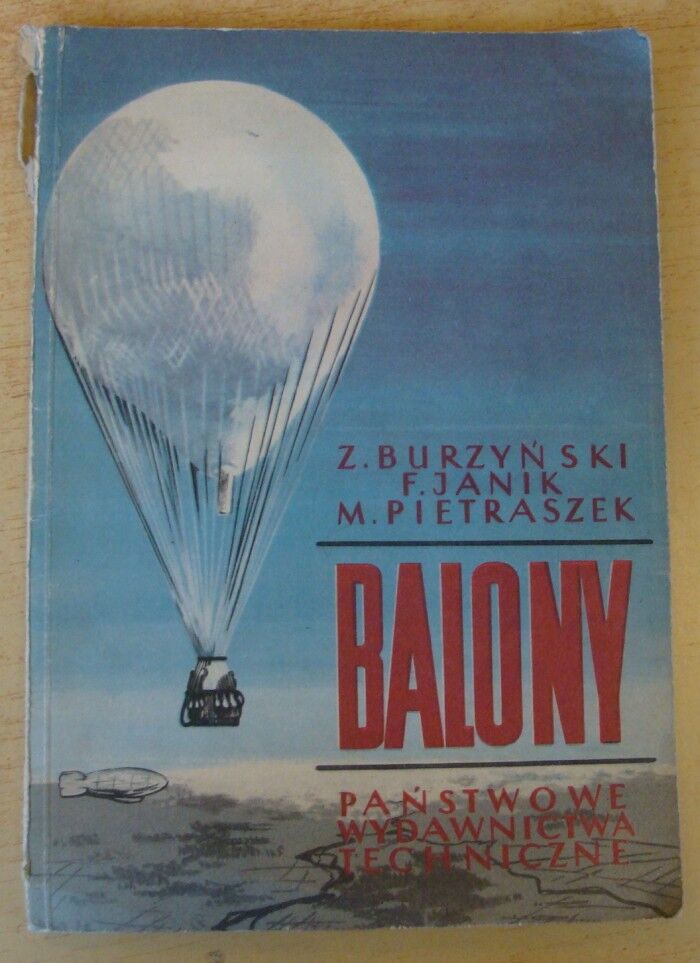 Z. BURZYŃSKI
F. JANIK
M. PIETRASZEK
BALONY
PAŃSTWOWE
WYDAWNICTWA
TECHNICZNE